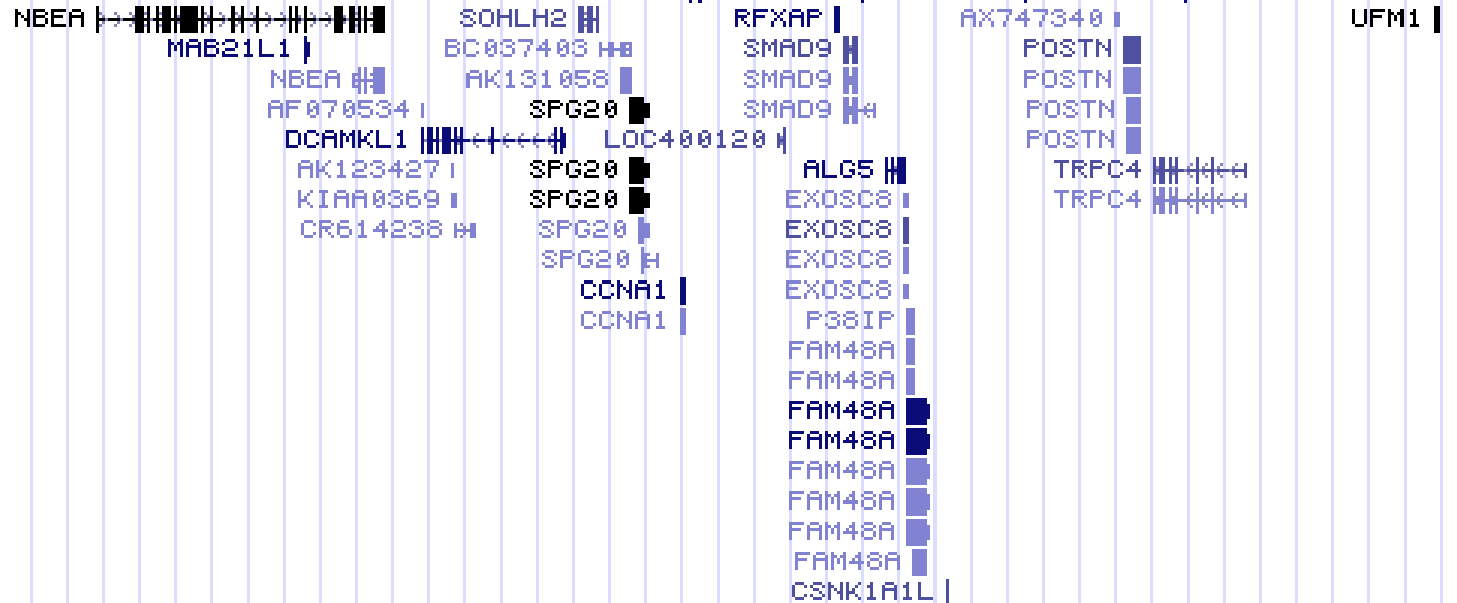 NBEA SOHLH2 RFXAP AX747340 UFM1
MAB21L1 BC037403 SMAD9 POSTN
NBEA AK131058 SMAD9 POSTN
AF070534 SPG20 SMAD9 POSTN
DCAMKL1 LOC400120 POSTN
AK123427 SPG20 ALG5 TRPC4
KIAA0369 SPG20 EXOSC8 TRPC4
CR614238 SPG20 EXOSC8
SPG20 EXOSC8
CCNA1 EXOSC8
CCNA1 P38IP
FAM48A
FAM48A
FAM48A
FAM48A
FAM48A
FAM48A
FAM48A
FAM48A
CSNK1A1L